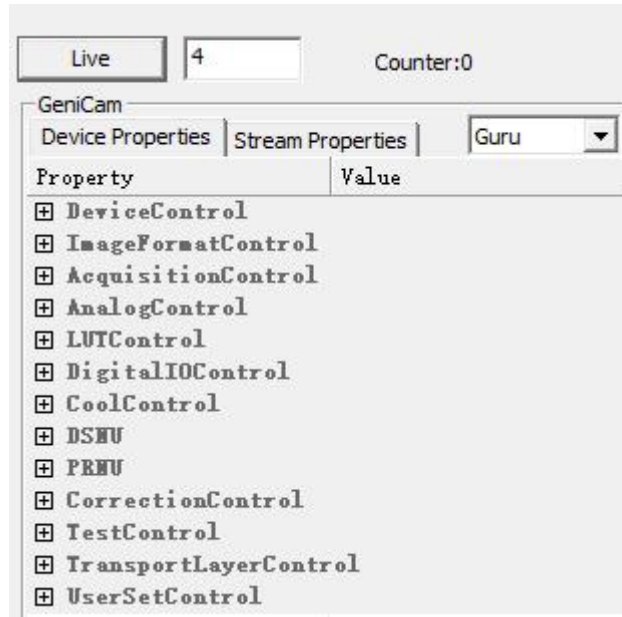 Live 4 Counter:0
GeniCam
Device Properties Stream Properties Guru
Property Value
DeviceControl
ImageFormatControl
AcquisitionControl
AnalogControl
LUTControl
DigitalIOControl
CoolControl
DSNU
PRNU
CorrectionControl
TestControl
TransportLayerControl
UserSetControl